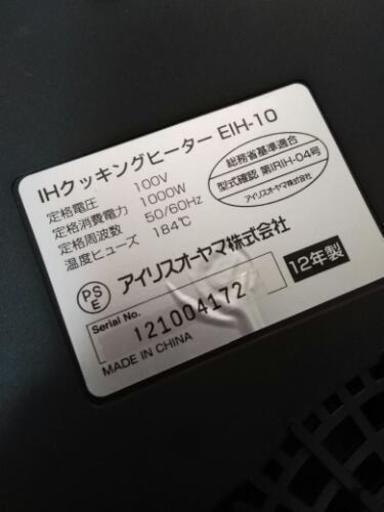 IHクッキングヒーター EIH-10
定格電圧 100V
定格消費電力 1000W
定格周波数 50/60Hz
温度ヒューズ 184℃
総務省基準適合
型式確認 第IRIH-04号
アイリスオーヤマ株式会社
PSE アイリスオーヤマ株式会社
Serial No.
121004172
12年製
MADE IN CHINA